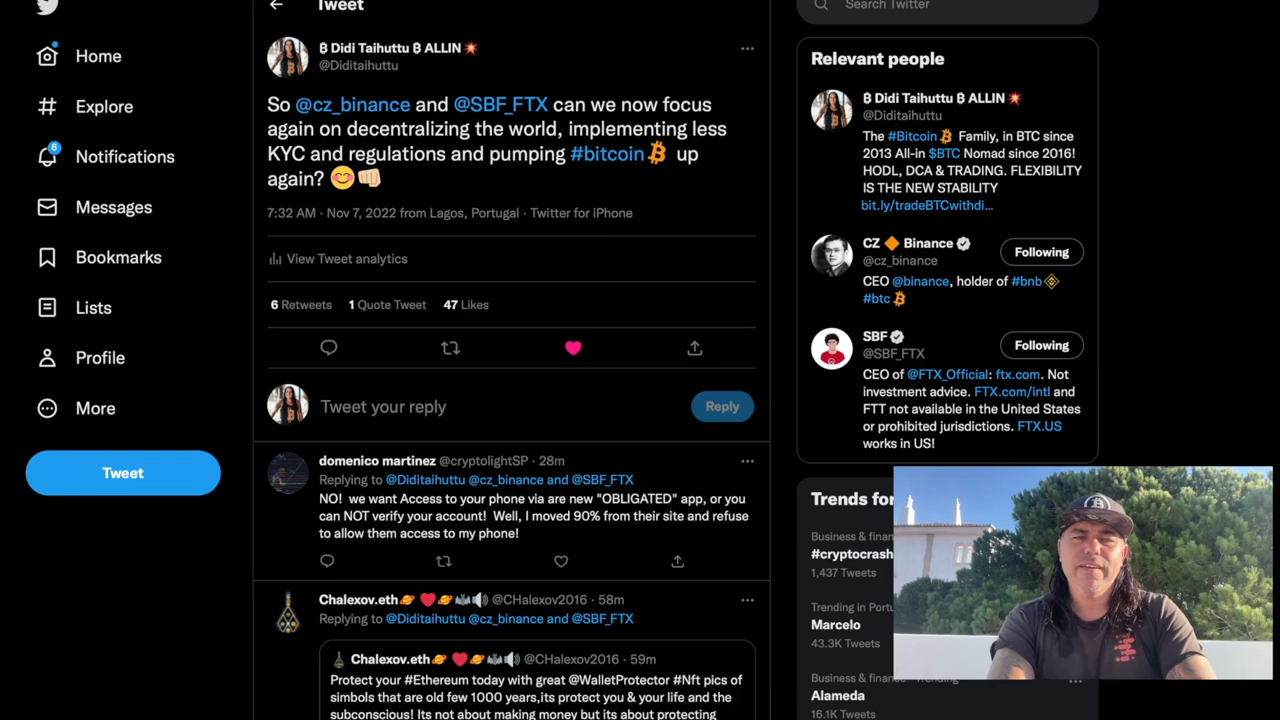 Tweet
Search Twitter
Home
Explore
6
Notifications
Messages
Bookmarks
Lists
Profile
More
Tweet
₿ Didi Taihuttu ₿ ALLIN💥
@Diditaihuttu
So @cz_binance and @SBF_FTX can we now focus
again on decentralizing the world, implementing less
KYC and regulations and pumping #bitcoin up
again? 😊👊🏻
7:32 AM · Nov 7, 2022 from Lagos, Portugal · Twitter for iPhone
View Tweet analytics
6 Retweets 1 Quote Tweet 47 Likes
Tweet your reply
Reply
domenico martinez @cryptolightSP · 28m
Replying to @Diditaihuttu @cz_binance and @SBF_FTX
NO! we want Access to your phone via are new "OBLIGATED" app, or you
can NOT verify your account! Well, I moved 90% from their site and refuse
to allow them access to my phone!
Chalexov.eth🪐❤️🪐🦇🔊 @CHalexov2016 · 58m
Replying to @Diditaihuttu @cz_binance and @SBF_FTX
Chalexov.eth🪐❤️🪐🦇🔊 @CHalexov2016 · 59m
Protect your #Ethereum today with great @WalletProtector #Nft pics of
simbols that are old few 1000 years,its protect you & your life and the
subconscious! Its not about making money but its about protecting
Relevant people
₿ Didi Taihuttu ₿ ALLIN💥
@Diditaihuttu
The #Bitcoin Family, in BTC since
2013 All-in $BTC Nomad since 2016!
HODL, DCA & TRADING. FLEXIBILITY
IS THE NEW STABILITY
bit.ly/tradeBTCwithdi…
CZ 🔶 Binance
@cz_binance
Following
CEO @binance, holder of #bnb
#btc
SBF
@SBF_FTX
Following
CEO of @FTX_Official: ftx.com. Not
investment advice. FTX.com/intl and
FTT not available in the United States
or prohibited jurisdictions. FTX.US
works in US!
Trends for
Business & finan
#cryptocrash
1,437 Tweets
Trending in Portu
Marcelo
43.3K Tweets
Business & finance · Trending
Alameda
16.1K Tweets